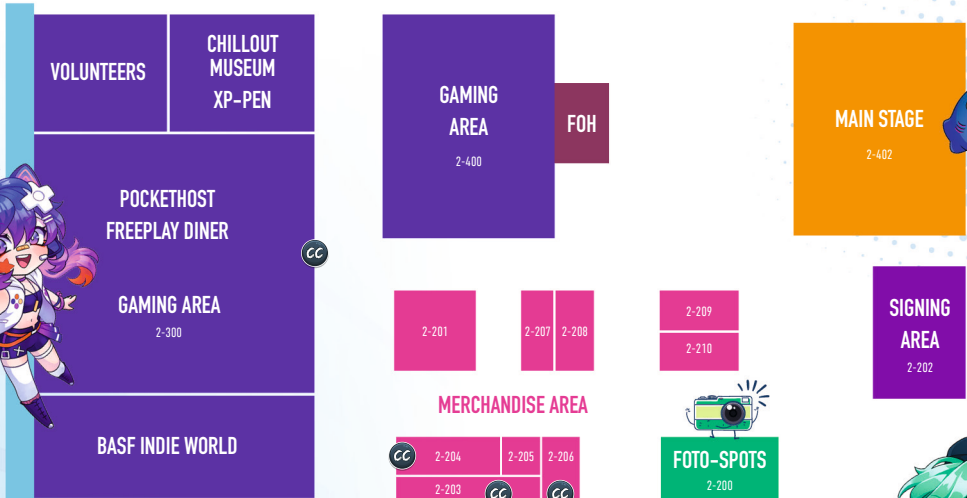 VOLUNTEERS
CHILLOUT
MUSEUM
XP-PEN
POCKETHOST
FREEPLAY DINER
GAMING AREA
2-300
CC
BASF INDIE WORLD
GAMING
AREA
2-400
FOH
MAIN STAGE
2-402
2-201
2-207
2-208
2-209
2-210
SIGNING
AREA
2-202
MERCHANDISE AREA
CC
2-204
2-205
2-206
2-203
CC
CC
FOTO-SPOTS
2-200